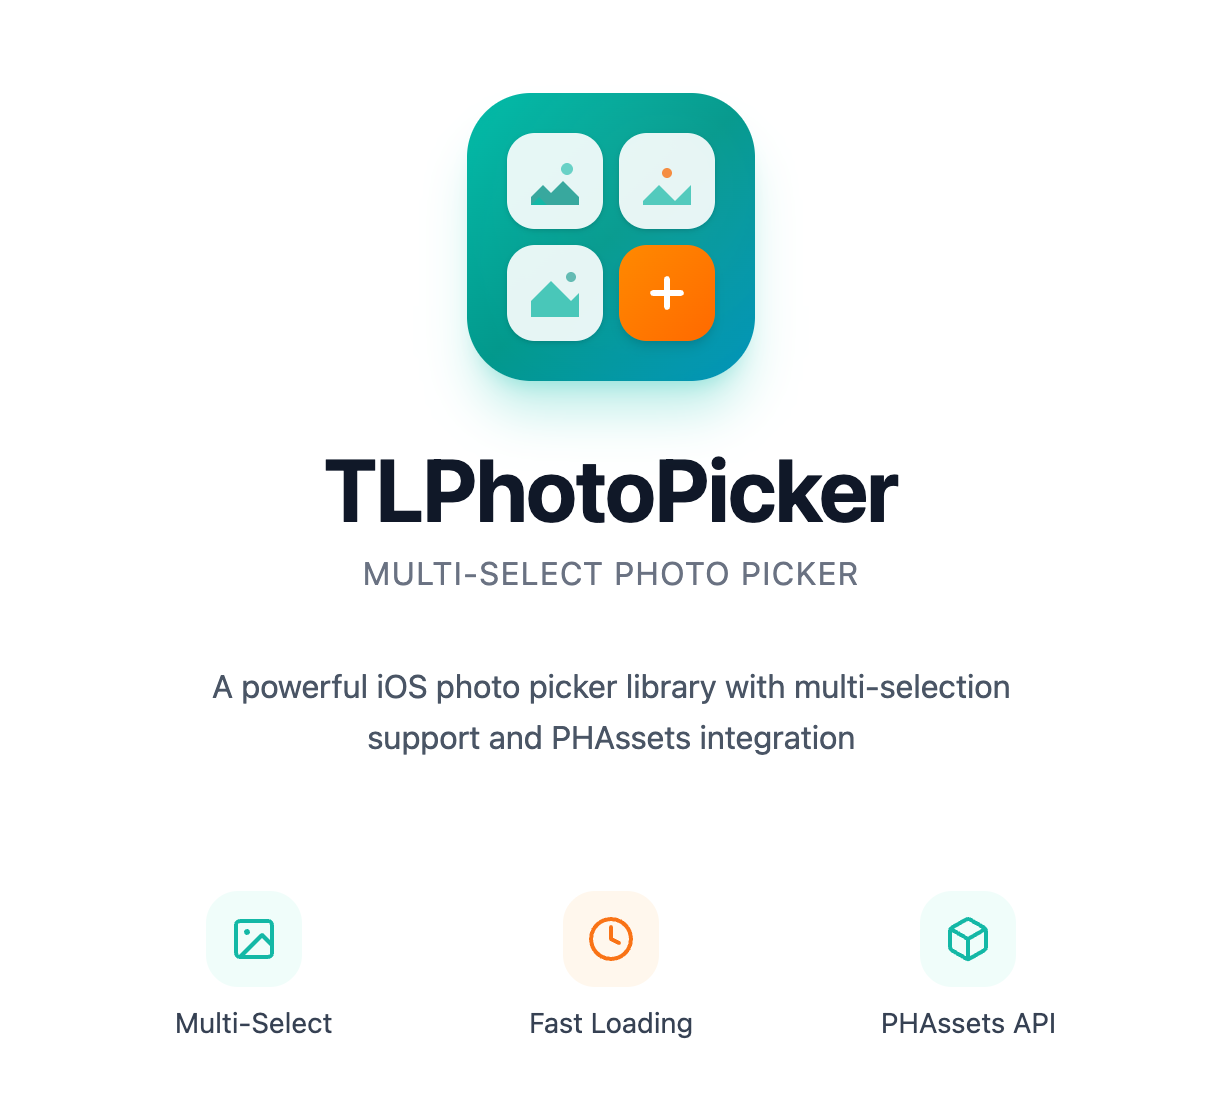 TLPhotoPicker
MULTI-SELECT PHOTO PICKER
A powerful iOS photo picker library with multi-selection
support and PHAssets integration
Multi-Select
Fast Loading
PHAssets API